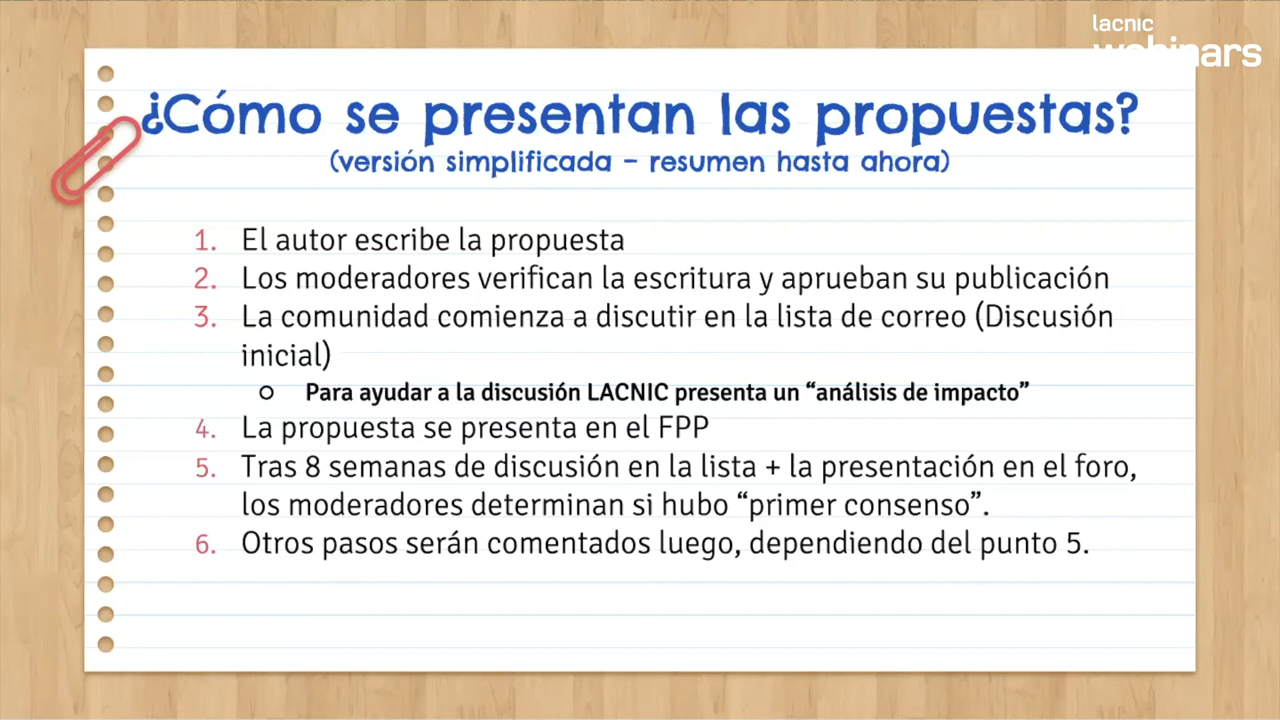 lacnic
webinars
¿Cómo se presentan las propuestas?
(versión simplificada – resumen hasta ahora)
1. El autor escribe la propuesta
2. Los moderadores verifican la escritura y aprueban su publicación
3. La comunidad comienza a discutir en la lista de correo (Discusión
inicial)
○ Para ayudar a la discusión LACNIC presenta un “análisis de impacto”
4. La propuesta se presenta en el FPP
5. Tras 8 semanas de discusión en la lista + la presentación en el foro,
los moderadores determinan si hubo “primer consenso”.
6. Otros pasos serán comentados luego, dependiendo del punto 5.